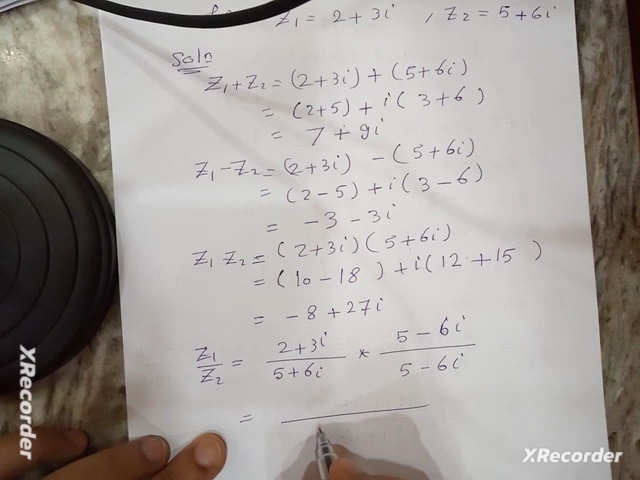 Z₁ = 2 + 3i , Z₂ = 5 + 6i
Soln
Z₁+Z₂ = (2+3i) + (5+6i)
= (2+5) + i(3+6)
= 7 + 9i
Z₁-Z₂ = (2+3i) - (5+6i)
= (2-5) + i(3-6)
= -3 - 3i
Z₁ Z₂ = (2+3i)(5+6i)
= (10-18) + i(12+15)
= -8 + 27i
Z₁/Z₂ = 2+3i/5+6i * 5-6i/5-6i
=
XRecorder
XRecorder